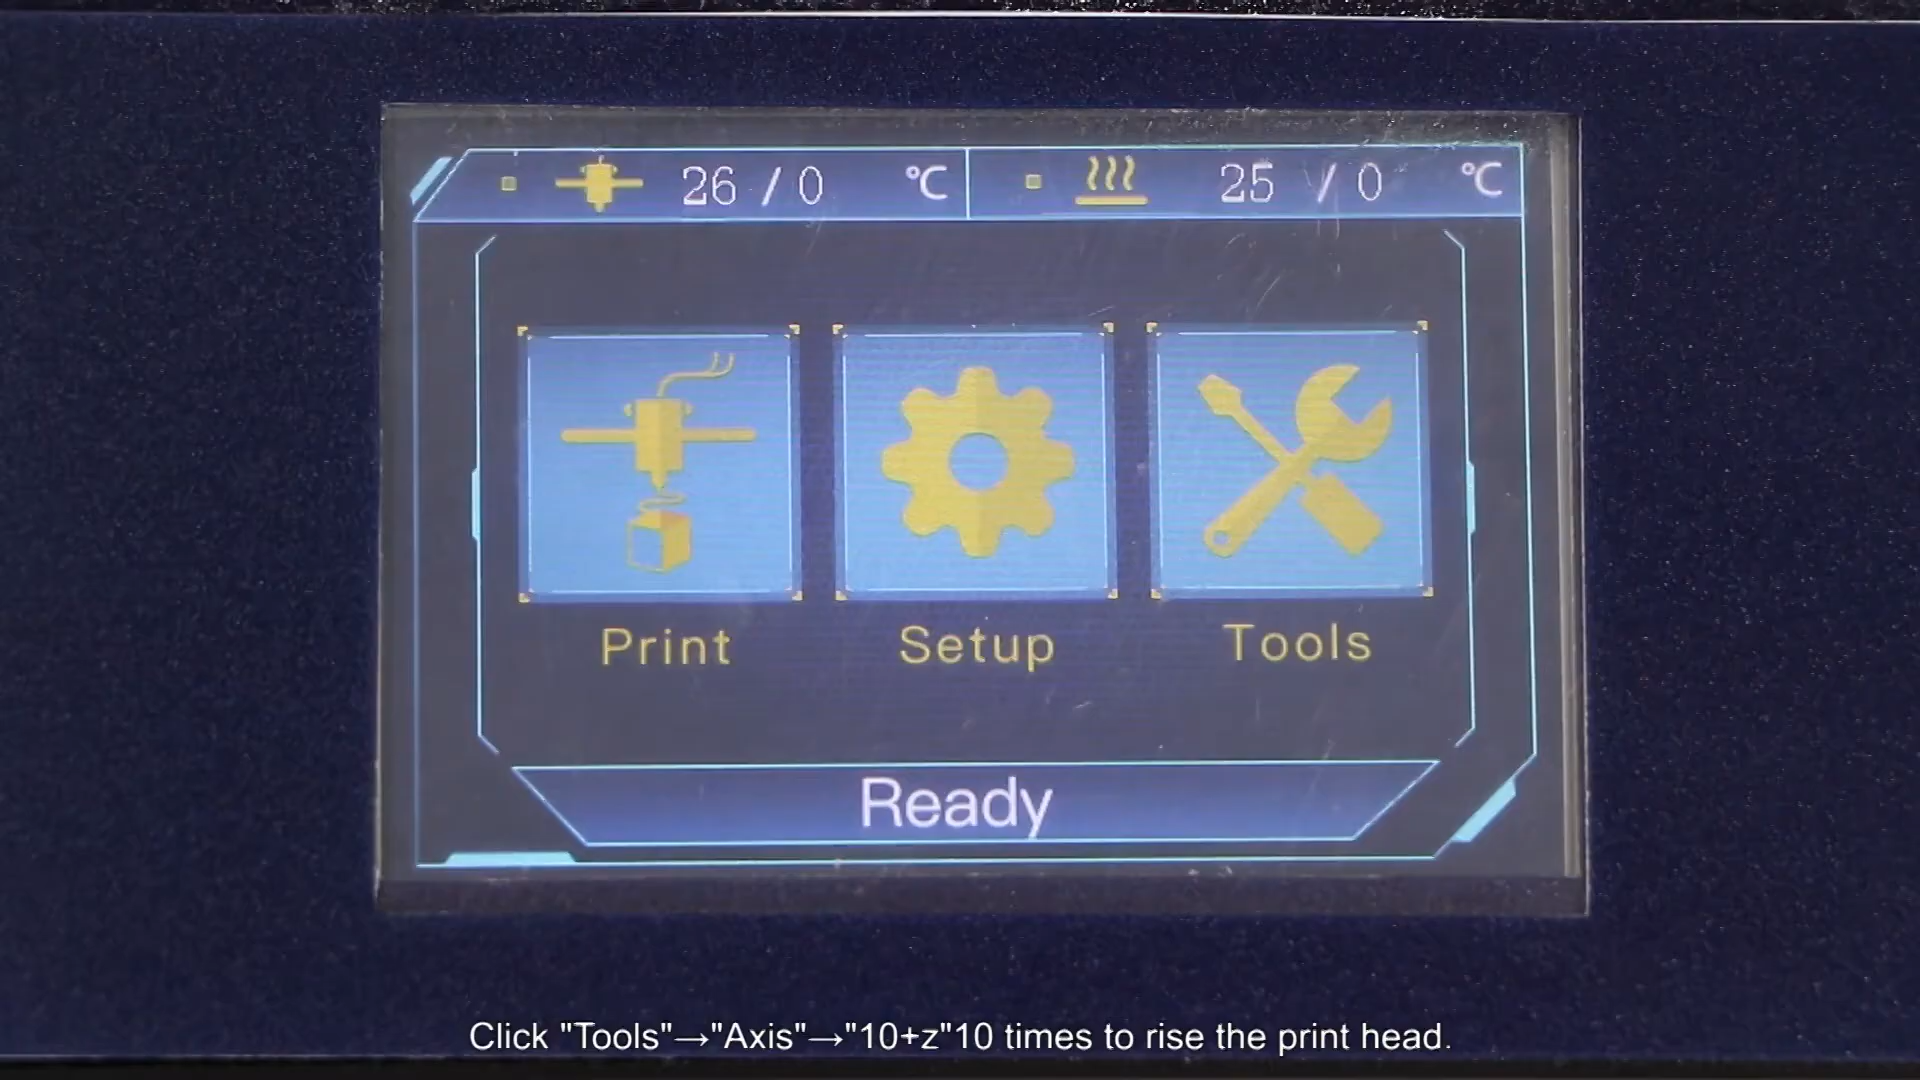 26 / 0 ℃ 25 / 0 ℃
Print Setup Tools
Ready
Click "Tools"→"Axis"→"10+z"10 times to rise the print head.